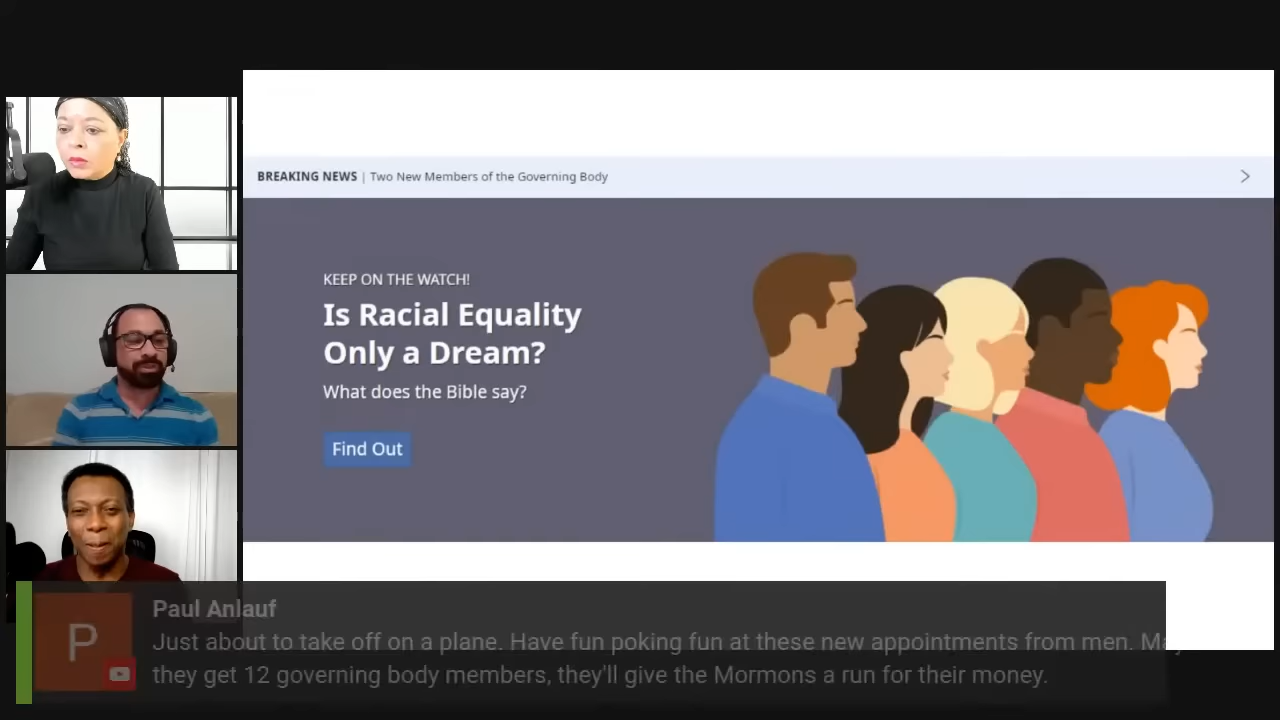 BREAKING NEWS | Two New Members of the Governing Body
KEEP ON THE WATCH!
Is Racial Equality
Only a Dream?
What does the Bible say?
Find Out
P
Paul Anlauf
Just about to take off on a plane. Have fun poking fun at these new appointments from men.
they get 12 governing body members, they'll give the Mormons a run for their money.